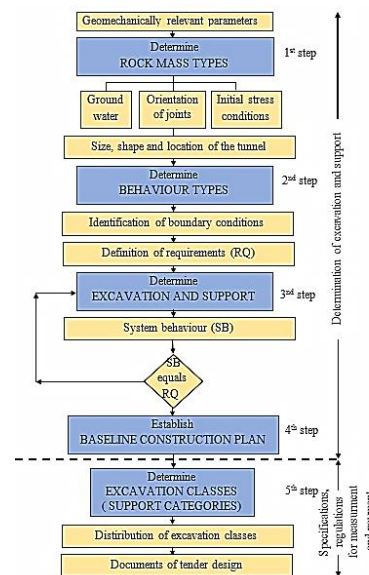 Geomechanically relevant parameters
Determine
ROCK MASS TYPES
1st step
Ground
water
Orientation
of joints
Initial stress
conditions
Size, shape and location of the tunnel
Determine
BEHAVIOUR TYPES
2nd step
Identification of boundary conditions
Definition of requirements (RQ)
Determine
EXCAVATION AND SUPPORT
3nd step
System behaviour (SB)
SB
equals
RQ
Establish
BASELINE CONSTRUCTION PLAN
4th step
Determine
EXCAVATION CLASSES
( SUPPORT CATEGORIES)
5th step
Distribution of excavation classes
Documents of tender design
Determination of excavation and support
Specifications,
regulations
for measurment